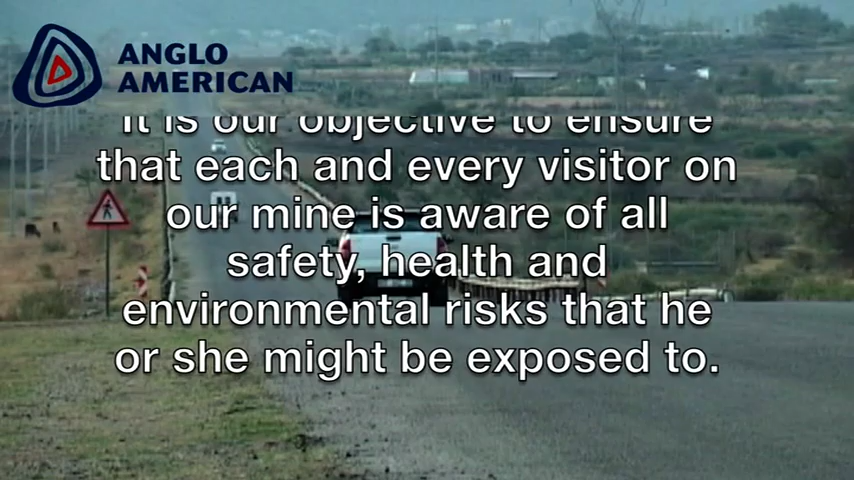 ANGLO
AMERICAN
It is our objective to ensure
that each and every visitor on
our mine is aware of all
safety, health and
environmental risks that he
or she might be exposed to.